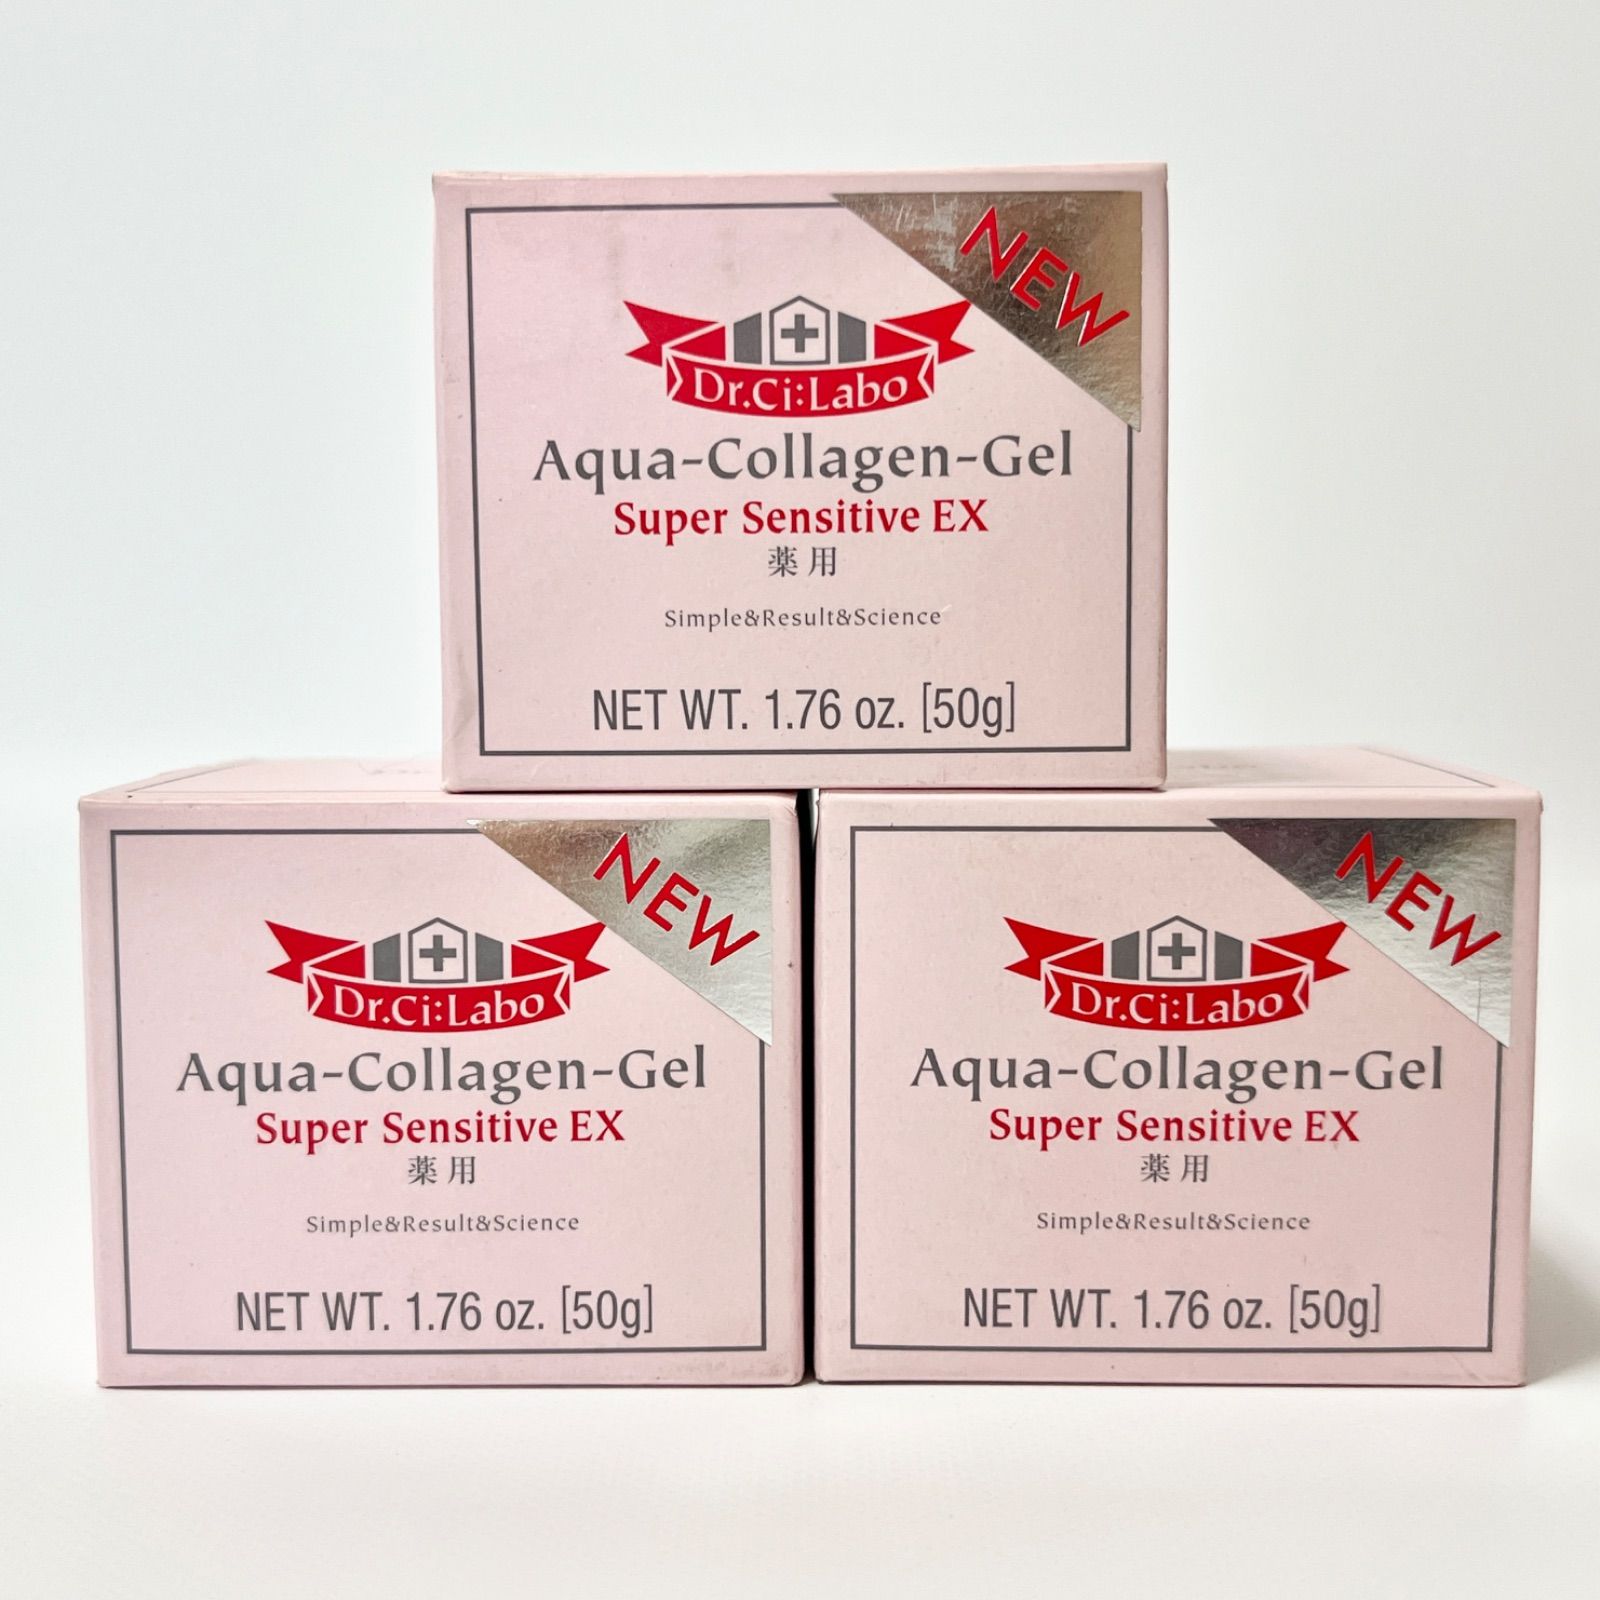 NEW
Dr.Ci:Labo
Aqua-Collagen-Gel
Super Sensitive EX
薬用
Simple&Result&Science
NET WT. 1.76 oz. [50g]
NEW
Dr.Ci:Labo
Aqua-Collagen-Gel
Super Sensitive EX
薬用
Simple&Result&Science
NET WT. 1.76 oz. [50g]
NEW
Dr.Ci:Labo
Aqua-Collagen-Gel
Super Sensitive EX
薬用
Simple&Result&Science
NET WT. 1.76 oz. [50g]